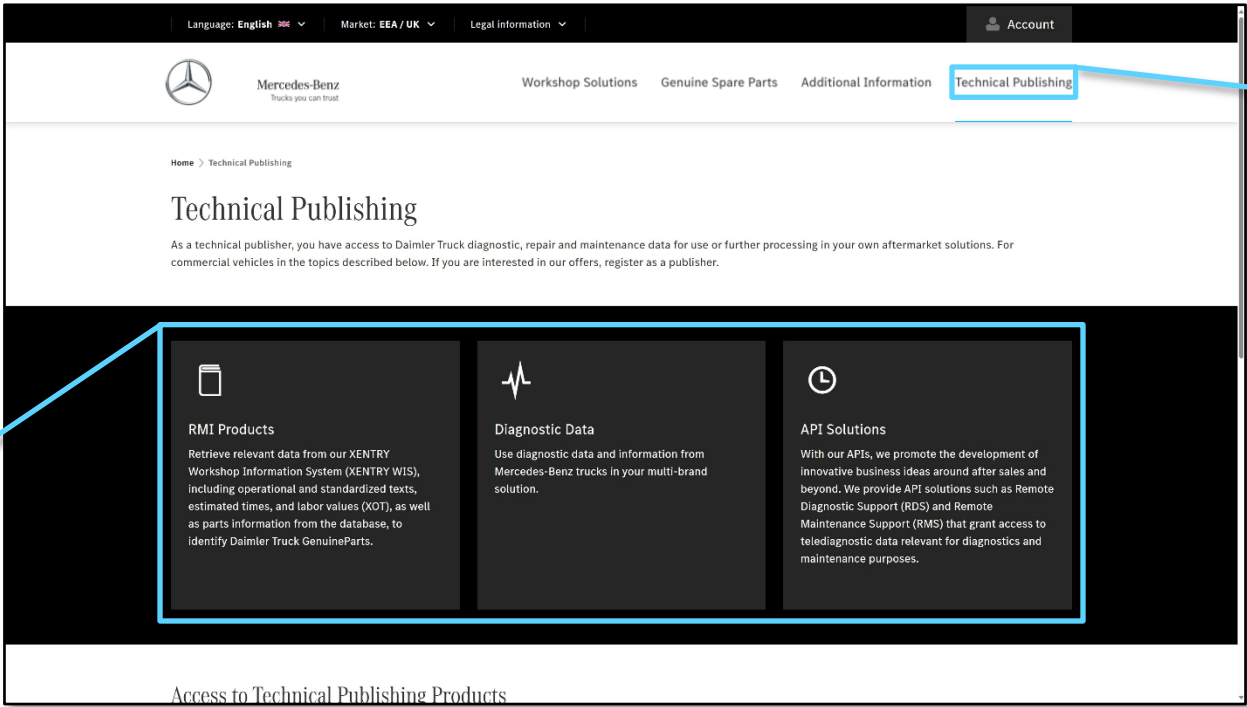 Language: English Market: EEA / UK Legal information Account
Mercedes-Benz
Trucks you can trust
Workshop Solutions Genuine Spare Parts Additional Information Technical Publishing
Home > Technical Publishing
Technical Publishing
As a technical publisher, you have access to Daimler Truck diagnostic, repair and maintenance data for use or further processing in your own aftermarket solutions. For
commercial vehicles in the topics described below. If you are interested in our offers, register as a publisher.
RMI Products
Retrieve relevant data from our XENTRY
Workshop Information System (XENTRY WIS),
including operational and standardized texts,
estimated times, and labor values (XOT), as well
as parts information from the database, to
identify Daimler Truck GenuineParts.
Diagnostic Data
Use diagnostic data and information from
Mercedes-Benz trucks in your multi-brand
solution.
API Solutions
With our APIs, we promote the development of
innovative business ideas around after sales and
beyond. We provide API solutions such as Remote
Diagnostic Support (RDS) and Remote
Maintenance Support (RMS) that grant access to
telediagnostic data relevant for diagnostics and
maintenance purposes.
Access to Technical Publishing Products